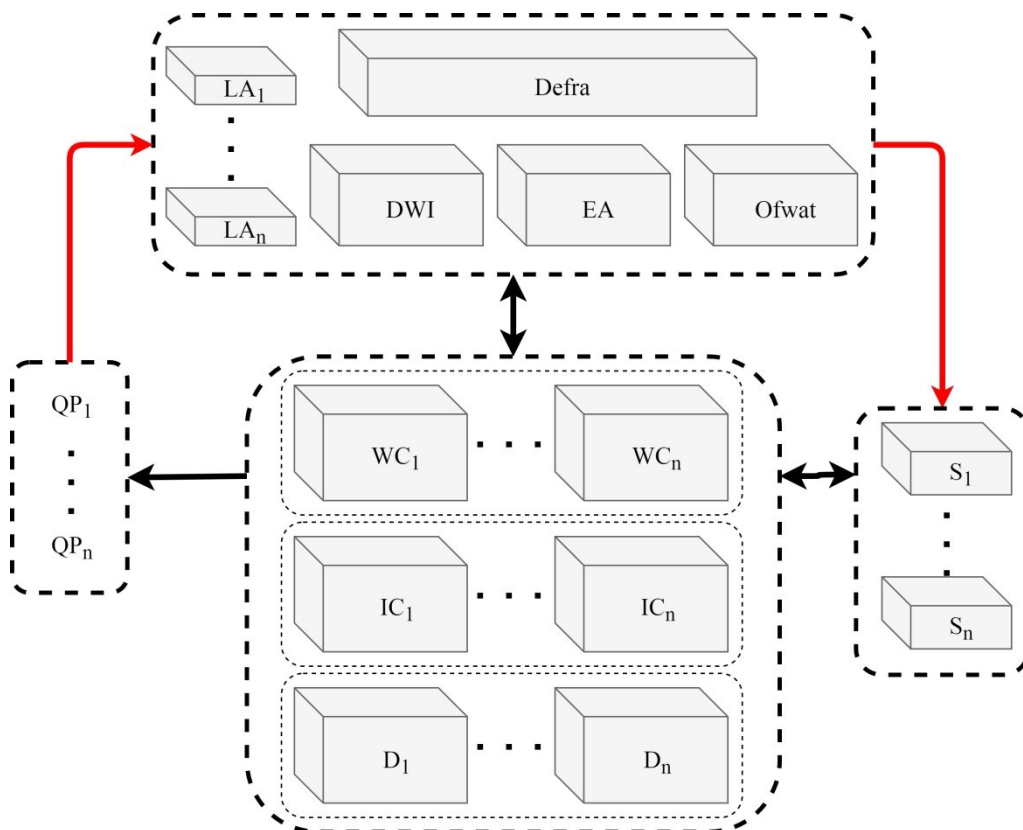 LA₁
Defra
DWI
EA
Ofwat
LAₙ
QP₁
QPₙ
WC₁
WCₙ
IC₁
ICₙ
D₁
Dₙ
S₁
Sₙ